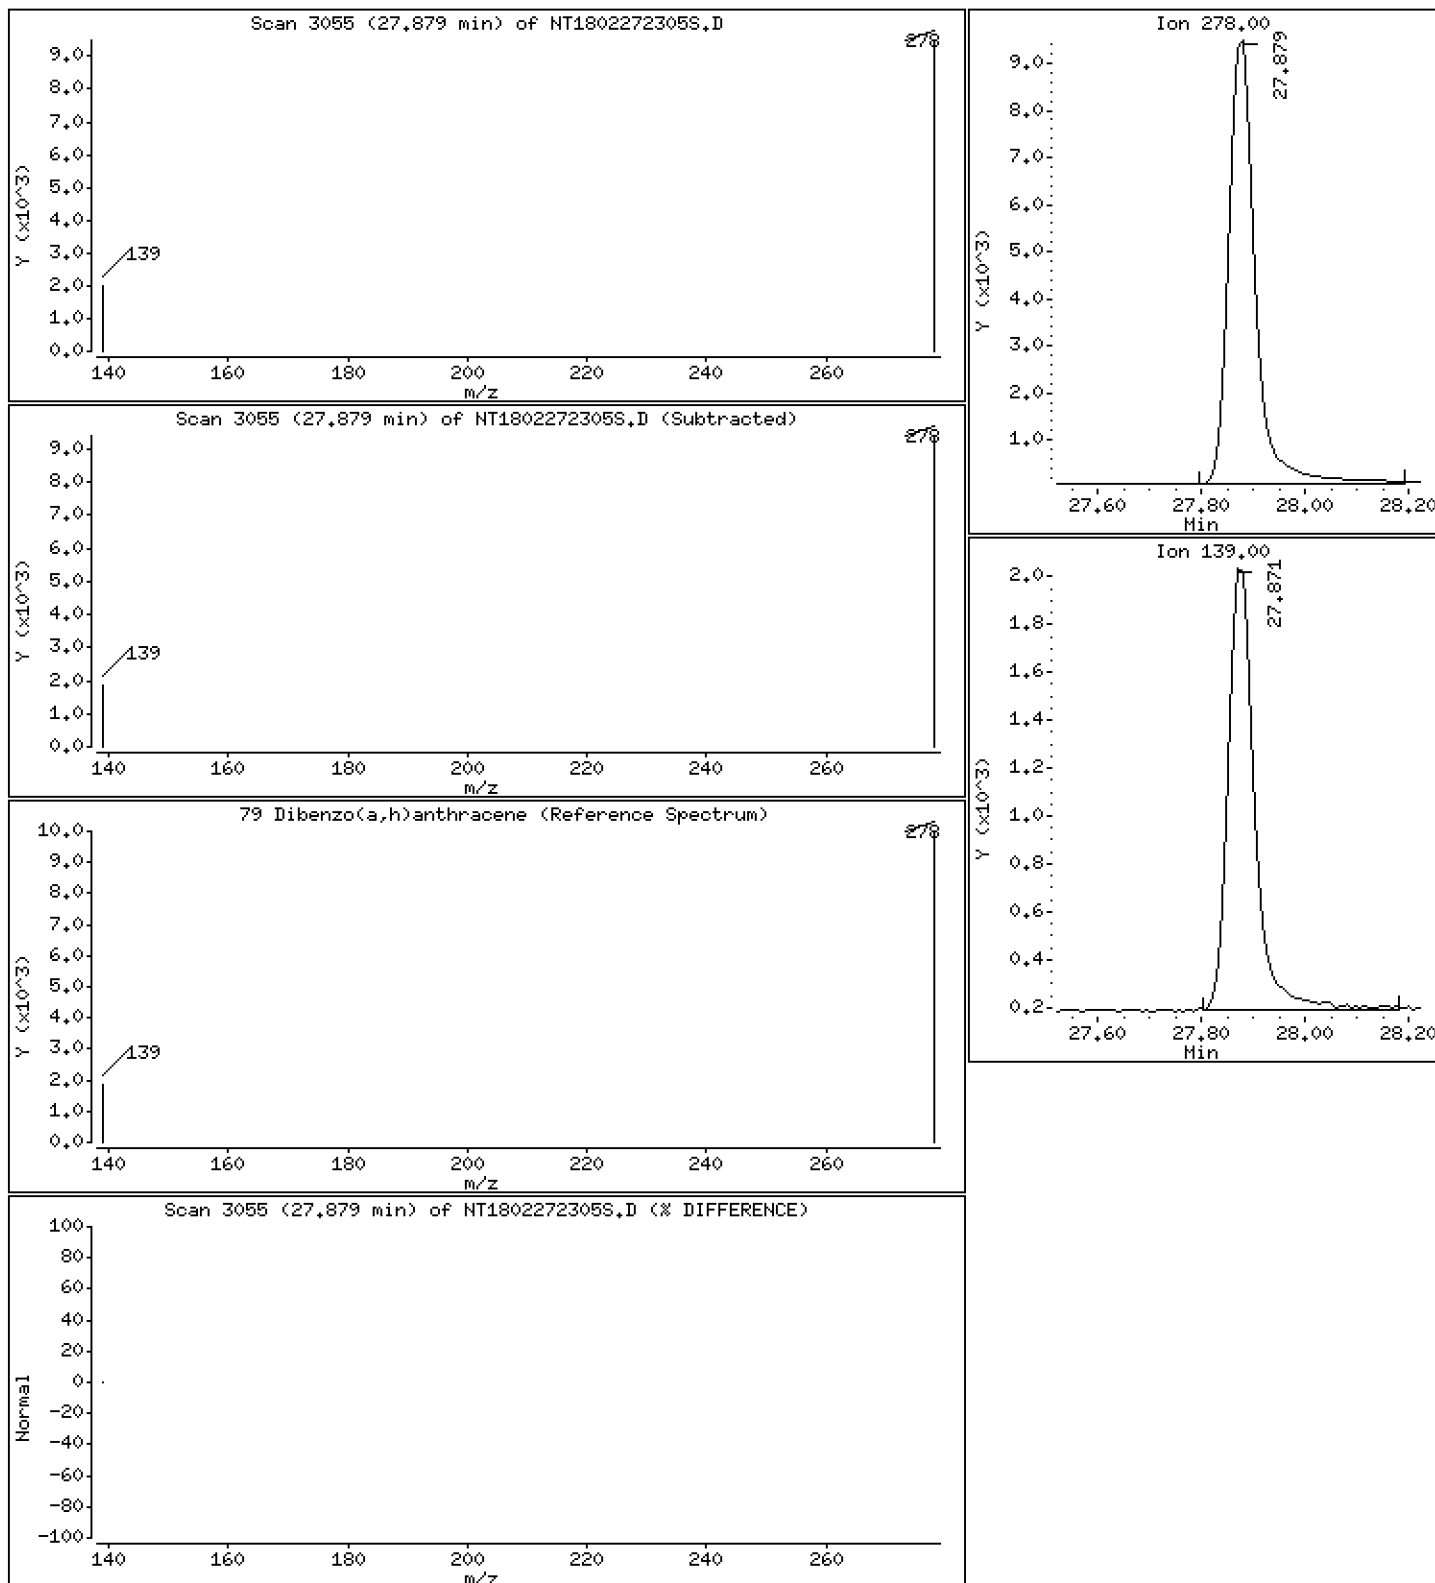 Scan 3055 (27.879 min) of NT18022722305S.D
9.0
8.0
7.0
6.0
5.0
4.0
3.0
2.0
1.0
0.0
Y (x10^3)
139
278
140 160 180 200 220 240 260
m/z
Scan 3055 (27.879 min) of NT1802272305S.D (Subtracted)
9.0
8.0
7.0
6.0
5.0
4.0
3.0
2.0
1.0
0.0
Y (x10^3)
139
278
140 160 180 200 220 240 260
m/z
79 Dibenzo(a,h)anthracene (Reference Spectrum)
10.0
9.0
8.0
7.0
6.0
5.0
4.0
3.0
2.0
1.0
0.0
Y (x10^3)
139
278
140 160 180 200 220 240 260
m/z
Scan 3055 (27.879 min) of NT1802272305S.D (% DIFFERENCE)
100
80
60
40
20
0
-20
-40
-60
-80
-100
Normal
140 160 180 200 220 240 260
m/z
Ion 278.00
9.0
8.0
7.0
6.0
5.0
4.0
3.0
2.0
1.0
Y (x10^3)
27.879
27.60 27.80 28.00 28.20
Min
Ion 139.00
2.0
1.8
1.6
1.4
1.2
1.0
0.8
0.6
0.4
0.2
Y (x10^3)
27.871
27.60 27.80 28.00 28.20
Min